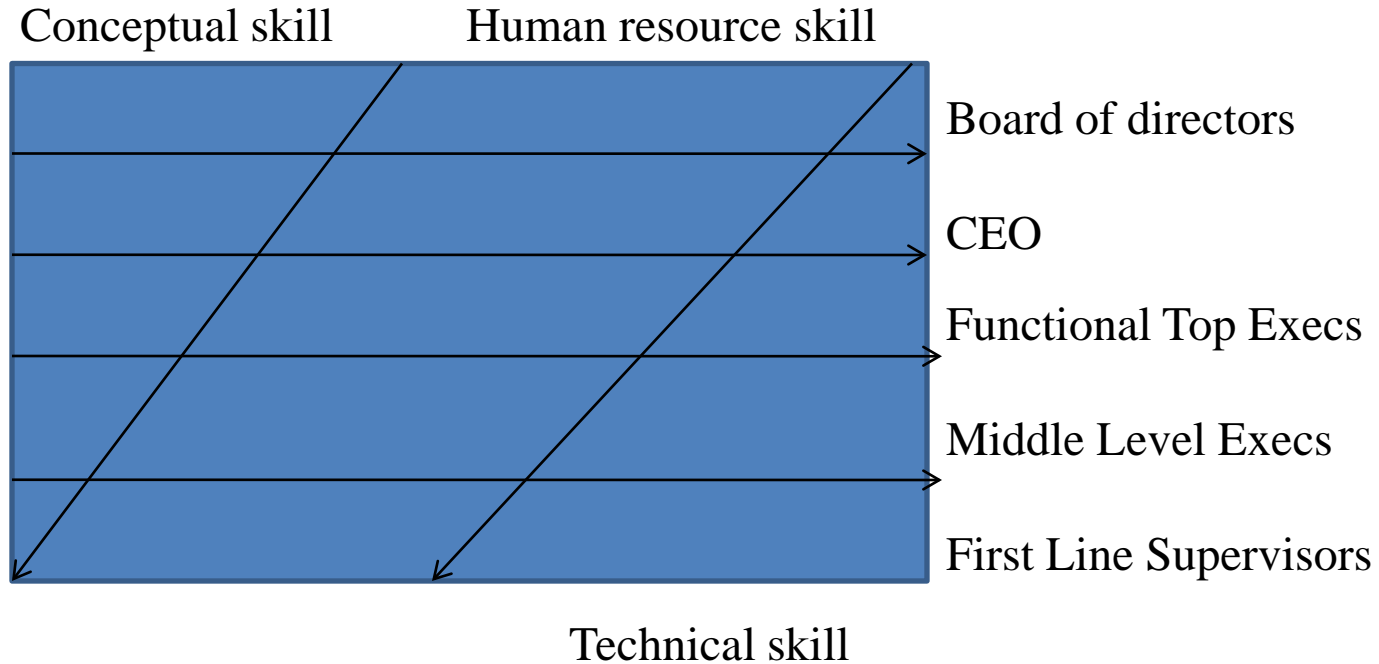 Conceptual skill
Human resource skill
Board of directors
CEO
Functional Top Execs
Middle Level Execs
First Line Supervisors
Technical skill